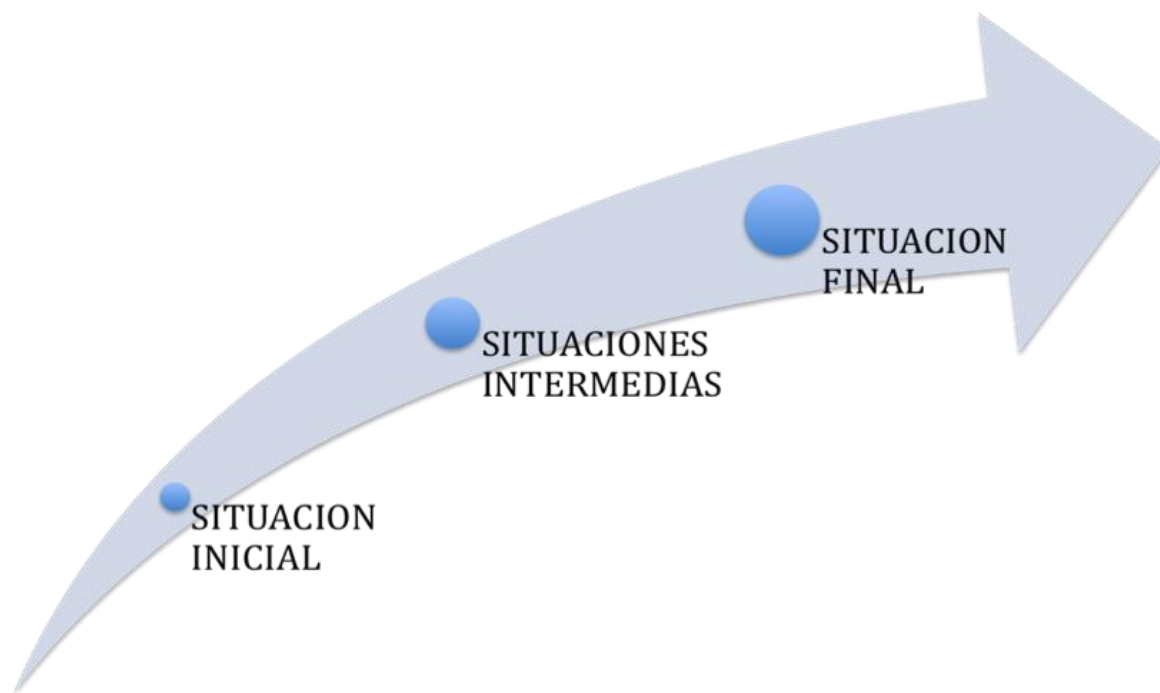 SITUACION
FINAL
SITUACIONES
INTERMEDIAS
SITUACION
INICIAL